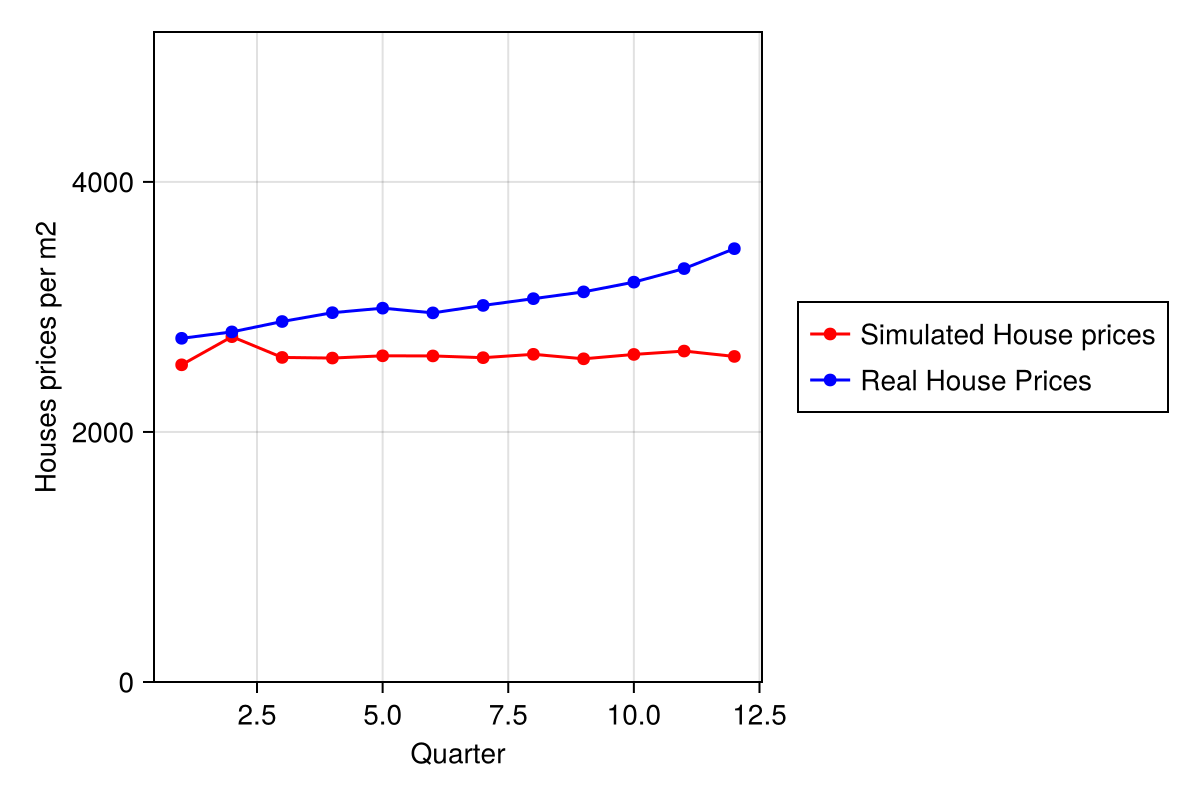 Houses prices per m2
4000
2000
0
2.5 5.0 7.5 10.0 12.5
Quarter
Simulated House prices
Real House Prices